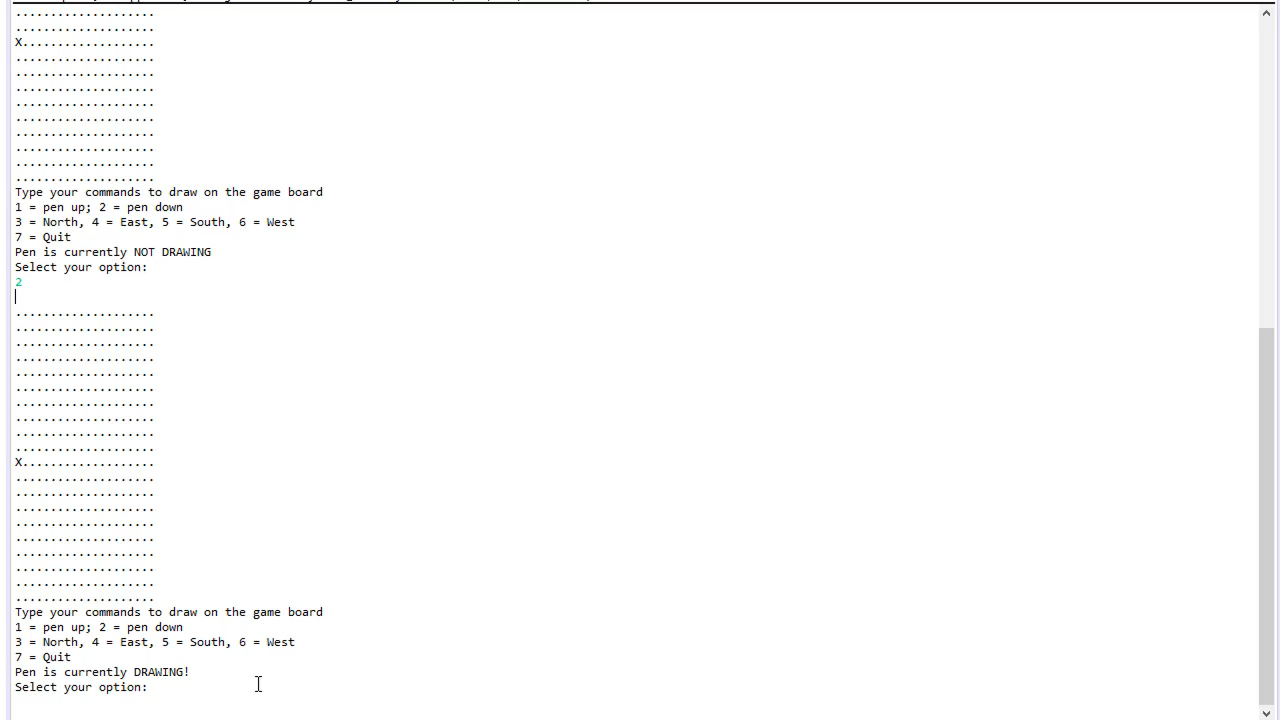 ....................
....................
X...................
....................
....................
....................
....................
....................
....................
....................
....................
....................
Type your commands to draw on the game board
1 = pen up; 2 = pen down
3 = North, 4 = East, 5 = South, 6 = West
7 = Quit
Pen is currently NOT DRAWING
Select your option:
2
....................
....................
....................
....................
....................
....................
....................
....................
....................
....................
X...................
....................
....................
....................
....................
....................
....................
....................
....................
....................
Type your commands to draw on the game board
1 = pen up; 2 = pen down
3 = North, 4 = East, 5 = South, 6 = West
7 = Quit
Pen is currently DRAWING!
Select your option: